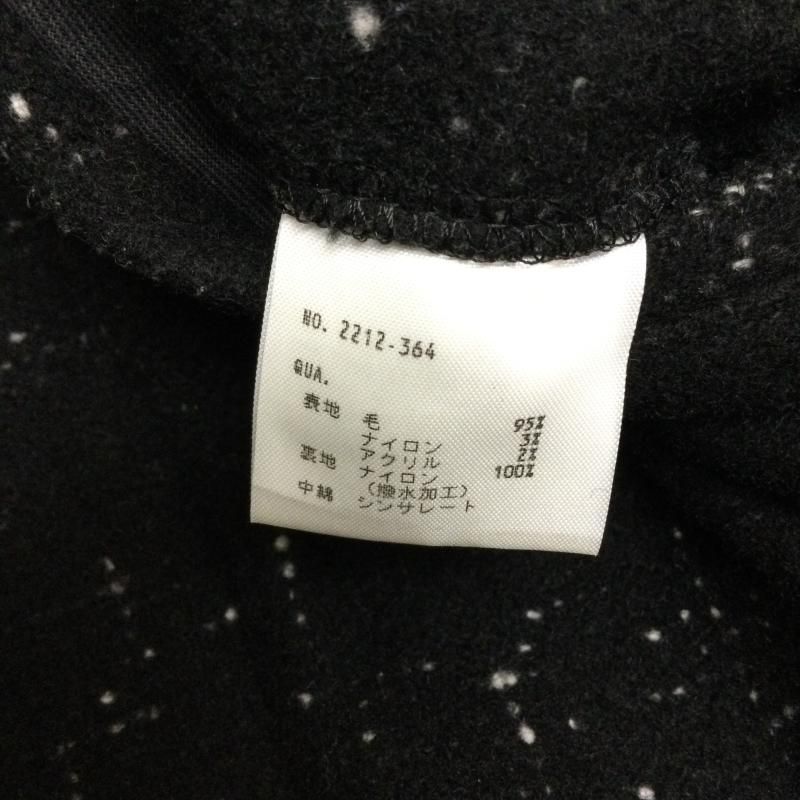 NO. 2212-364
QUA.
表地 毛 95%
ナイロン 3%
アクリル 2%
裏地 ナイロン 100%
(撥水加工)
中綿 シンサレート